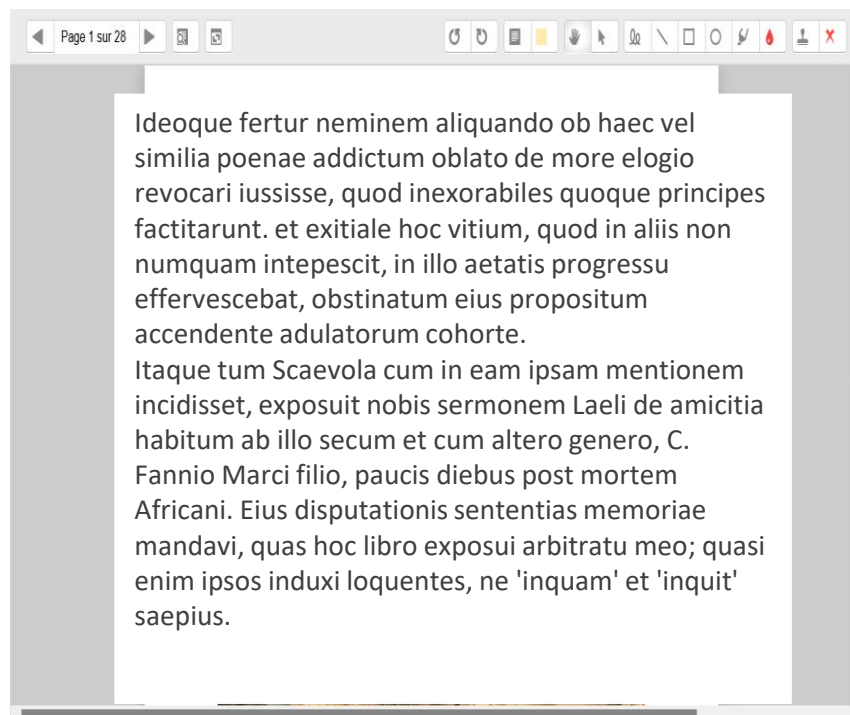 Page 1 sur 28
Ideoque fertur neminem aliquando ob haec vel
similia poenae addictum oblato de more elogio
revocari iussisse, quod inexorabiles quoque principes
factitarunt. et exitiale hoc vitium, quod in aliis non
numquam intepescit, in illo aetatis progressu
effervescebat, obstinatum eius propositum
accendente adulatorum cohorte.
Itaque tum Scaevola cum in eam ipsam mentionem
incidisset, exposuit nobis sermonem Laeli de amicitia
habitum ab illo secum et cum altero genero, C.
Fannio Marci filio, paucis diebus post mortem
Africani. Eius disputationis sententias memoriae
mandavi, quas hoc libro exposui arbitratu meo; quasi
enim ipsos induxi loquentes, ne 'inquam' et 'inquit'
saepius.